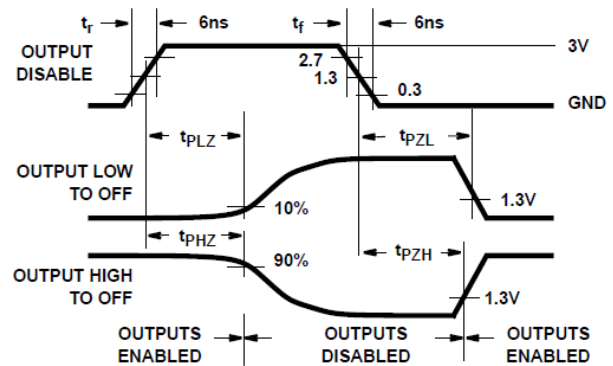 tr
6ns
tf
6ns
OUTPUT
DISABLE
2.7
1.3
0.3
3V
GND
tPLZ
tPZL
OUTPUT LOW
TO OFF
10%
1.3V
tPHZ
90%
tPZH
OUTPUT HIGH
TO OFF
1.3V
OUTPUTS
ENABLED
OUTPUTS
DISABLED
OUTPUTS
ENABLED